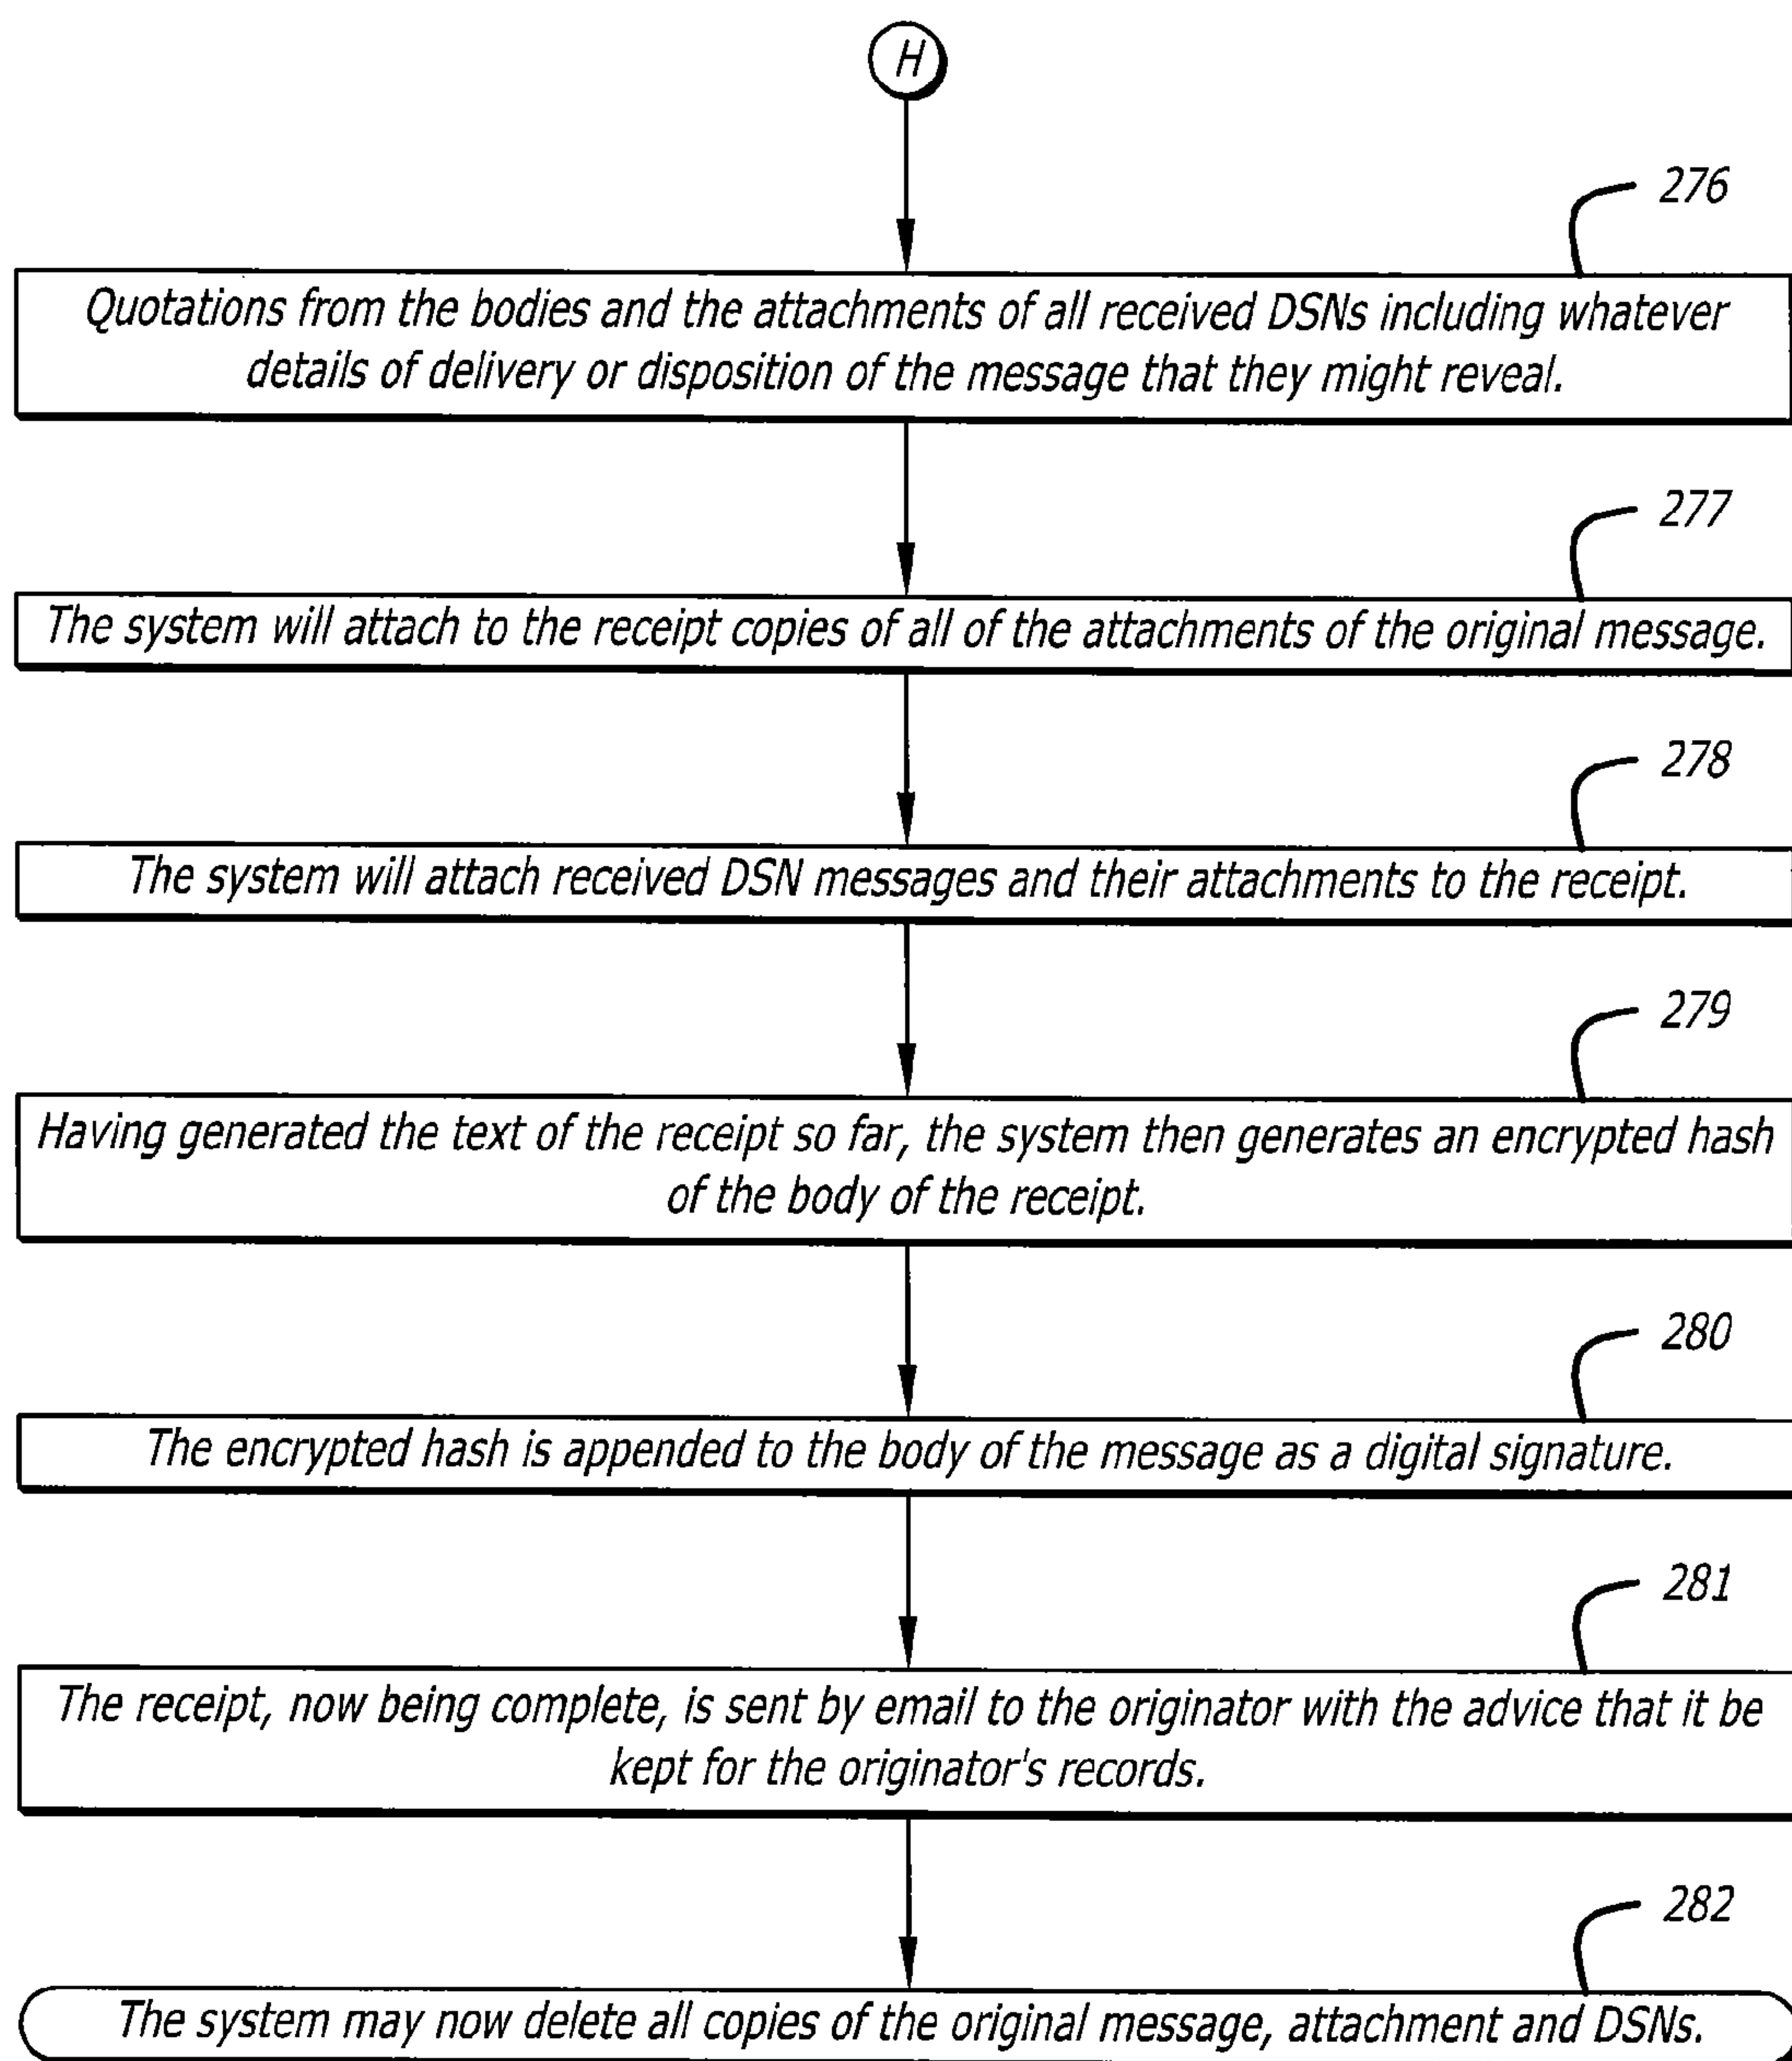 H
276
Quotations from the bodies and the attachments of all received DSNs including whatever
details of delivery or disposition of the message that they might reveal.
277
The system will attach to the receipt copies of all of the attachments of the original message.
278
The system will attach received DSN messages and their attachments to the receipt.
279
Having generated the text of the receipt so far, the system then generates an encrypted hash
of the body of the receipt.
280
The encrypted hash is appended to the body of the message as a digital signature.
281
The receipt, now being complete, is sent by email to the originator with the advice that it be
kept for the originator's records.
282
The system may now delete all copies of the original message, attachment and DSNs.